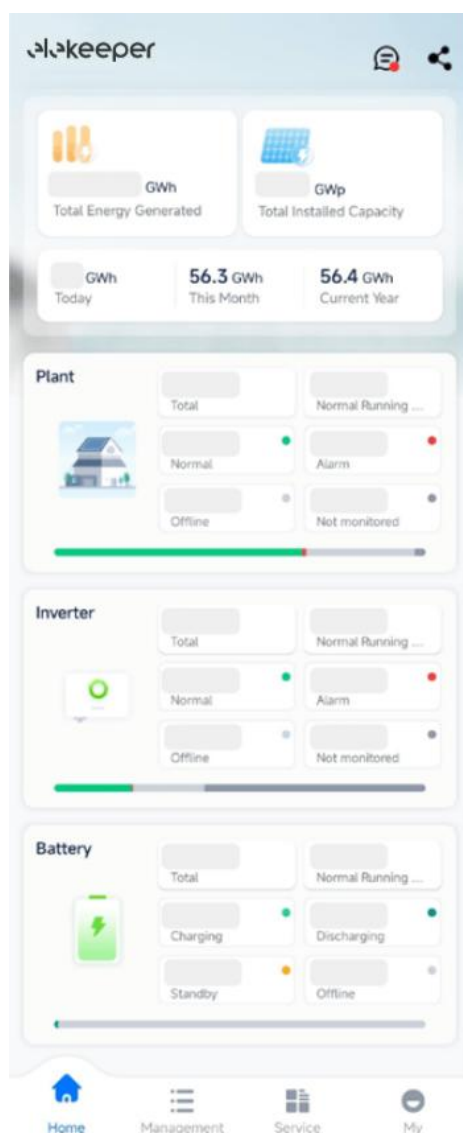 elekeeper
GWh
Total Energy Generated
GWp
Total Installed Capacity
GWh
Today
56.3 GWh
This Month
56.4 GWh
Current Year
Plant
Total
Normal Running ....
Normal
Alarm
Offline
Not monitored
Inverter
Total
Normal Running ....
Normal
Alarm
Offline
Not monitored
Battery
Total
Normal Running ....
Charging
Discharging
Standby
Offline
Home
Management
Service
My